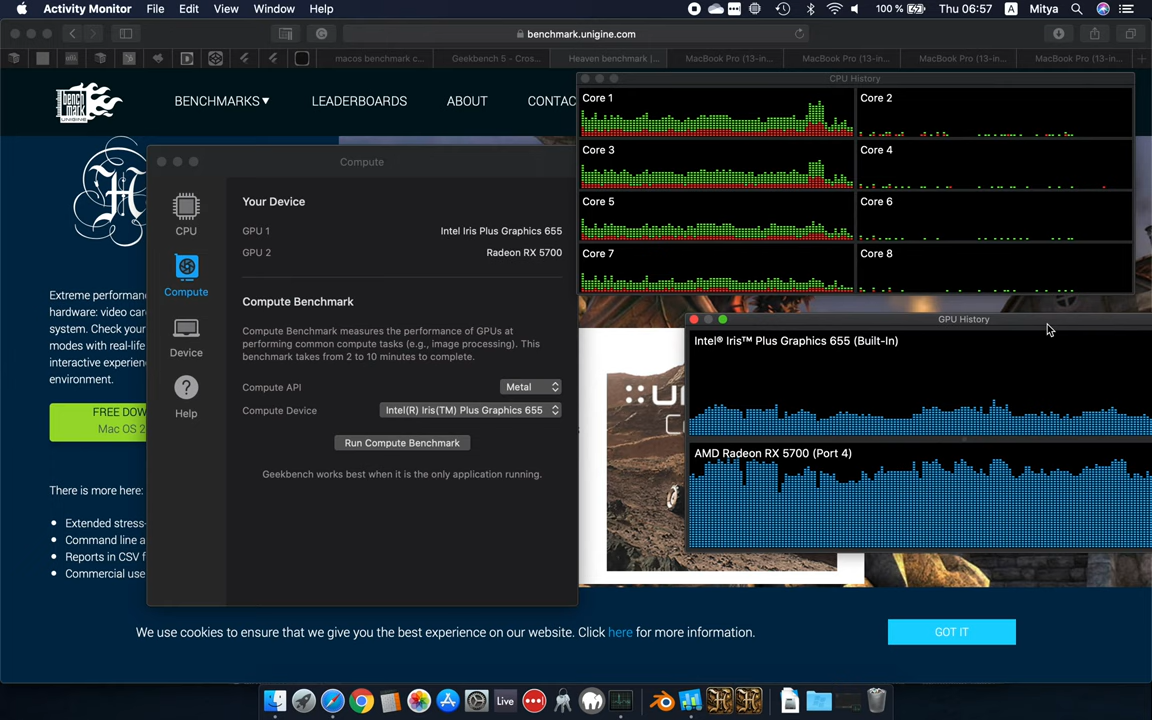 Activity Monitor File Edit View Window Help
100 % Thu 06:57 A Mitya
benchmark.unigine.com
macos benchmark c... Geekbench 5 - Cros... Heaven benchmark |... MacBook Pro (13-in... MacBook Pro (13-in... MacBook Pro (13-in... MacBook Pro (13-in...
BENCHMARKS▼ LEADERBOARDS ABOUT CONTAC
Extreme performan
hardware: video car
system. Check your
modes with real-life
interactive experien
environment.
FREE DOW
Mac OS 2
There is more here:
Extended stress-
Command line a
Reports in CSV f
Commercial use
Compute
CPU
Compute
Device
Help
Your Device
GPU 1 Intel Iris Plus Graphics 655
GPU 2 Radeon RX 5700
Compute Benchmark
Compute Benchmark measures the performance of GPUs at
performing common compute tasks (e.g., image processing). This
benchmark takes from 2 to 10 minutes to complete.
Compute API Metal
Compute Device Intel(R) Iris(TM) Plus Graphics 655
Run Compute Benchmark
Geekbench works best when it is the only application running.
CPU History
Core 1 Core 2
Core 3 Core 4
Core 5 Core 6
Core 7 Core 8
GPU History
Intel® Iris™ Plus Graphics 655 (Built-In)
AMD Radeon RX 5700 (Port 4)
We use cookies to ensure that we give you the best experience on our website. Click here for more information.
GOT IT
Live